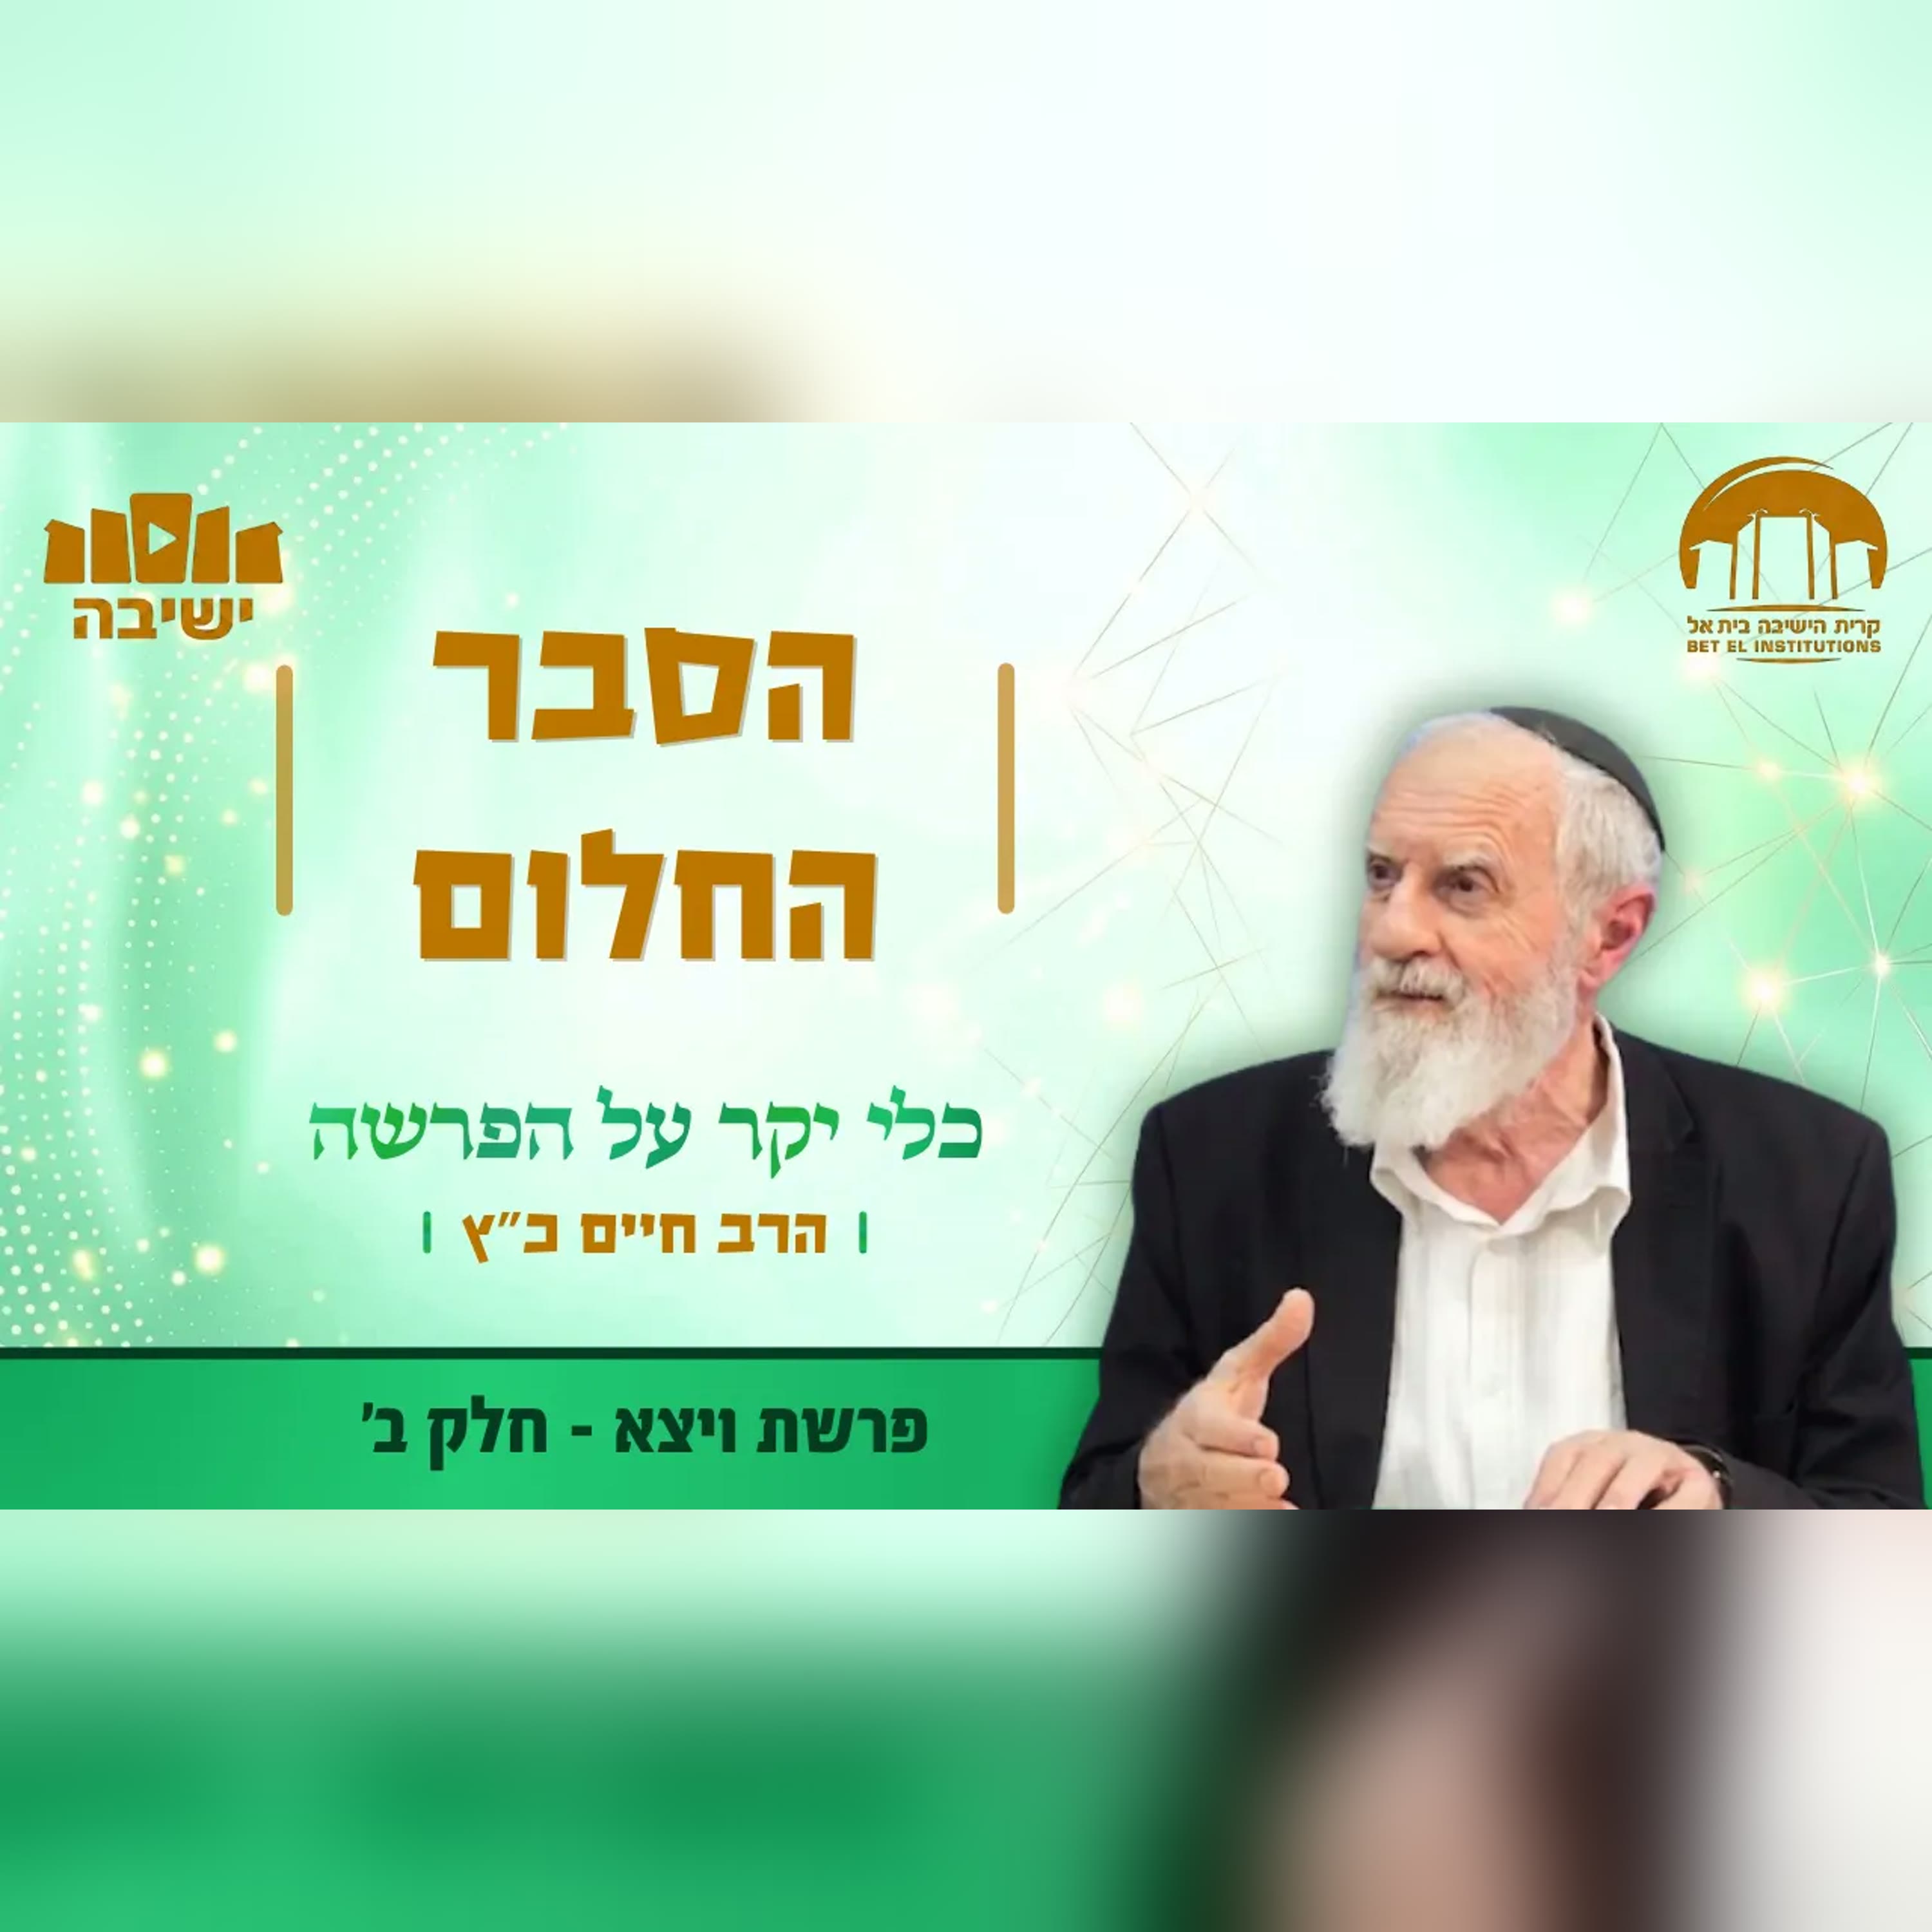 ישיבה
קרית הישיבה בית אל
BET EL INSTITUTIONS
הסבר
החלום
כלי יקר על הפרשה
הרב חיים כ״ץ
פרשת ויצא - חלק ב'